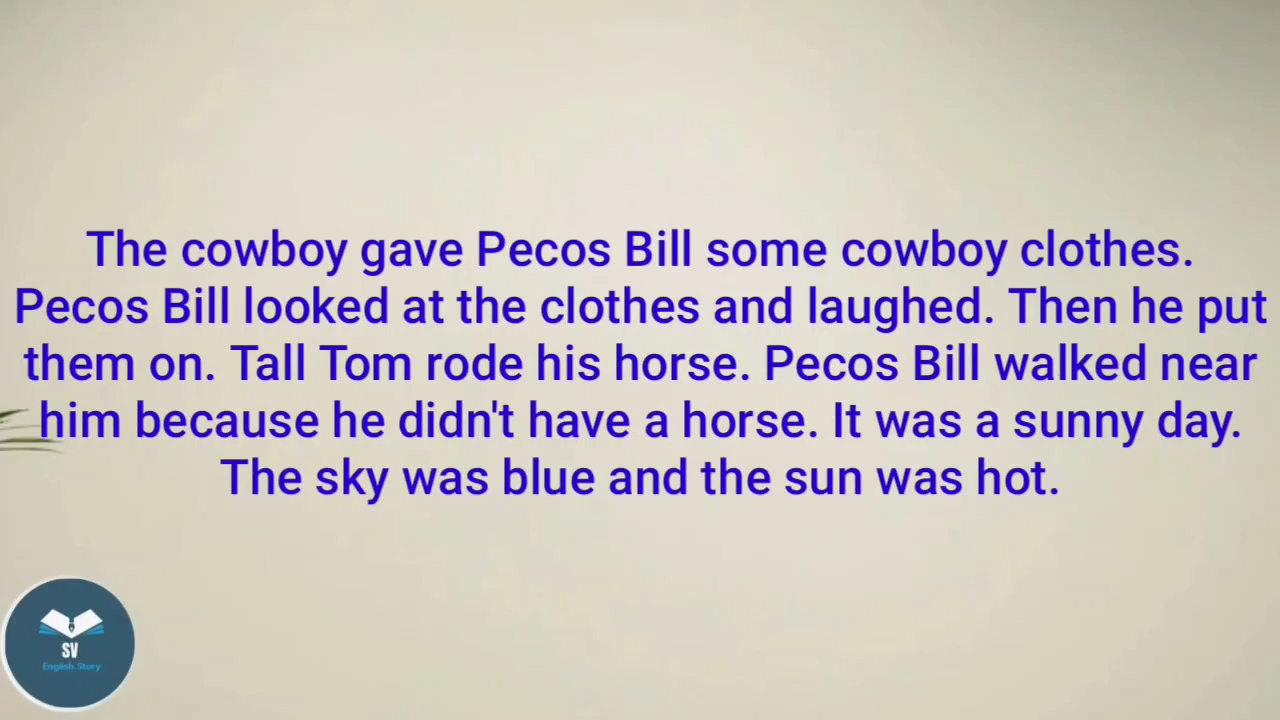 The cowboy gave Pecos Bill some cowboy clothes.
Pecos Bill looked at the clothes and laughed. Then he put
them on. Tall Tom rode his horse. Pecos Bill walked near
him because he didn't have a horse. It was a sunny day.
The sky was blue and the sun was hot.
SV
English Story